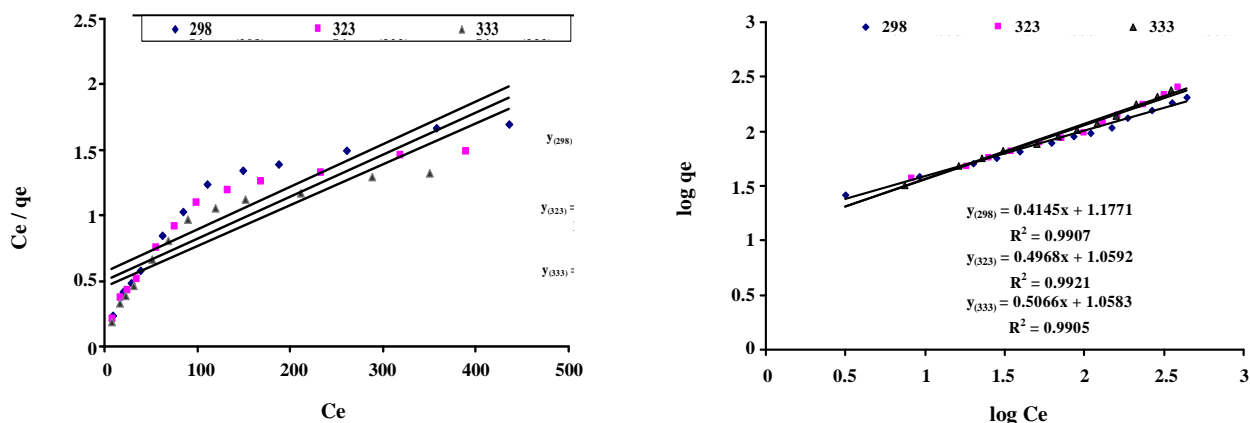 298 323 333
2.5
2
1.5
1
0.5
0
0 100 200 300 400 500
Ce / qe
Ce
y(298)
y(323) =
y(333) =
298 323 333
3
2.5
2
1.5
1
0.5
0
0 0.5 1 1.5 2 2.5 3
log qe
log Ce
y(298) = 0.4145x + 1.1771
R² = 0.9907
y(323) = 0.4968x + 1.0592
R² = 0.9921
y(333) = 0.5066x + 1.0583
R² = 0.9905